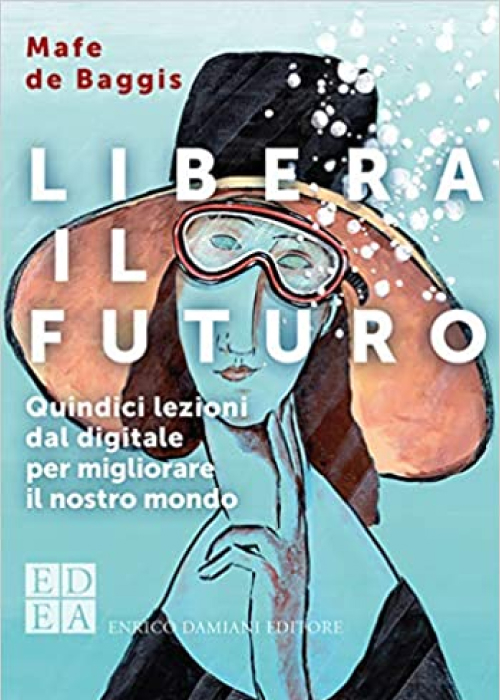 Mafe
de Baggis
LIBERA
IL
FUTURO
Quindici lezioni
dal digitale
per migliorare
il nostro mondo
ED
EA
ENRICO DAMIANI EDITORE